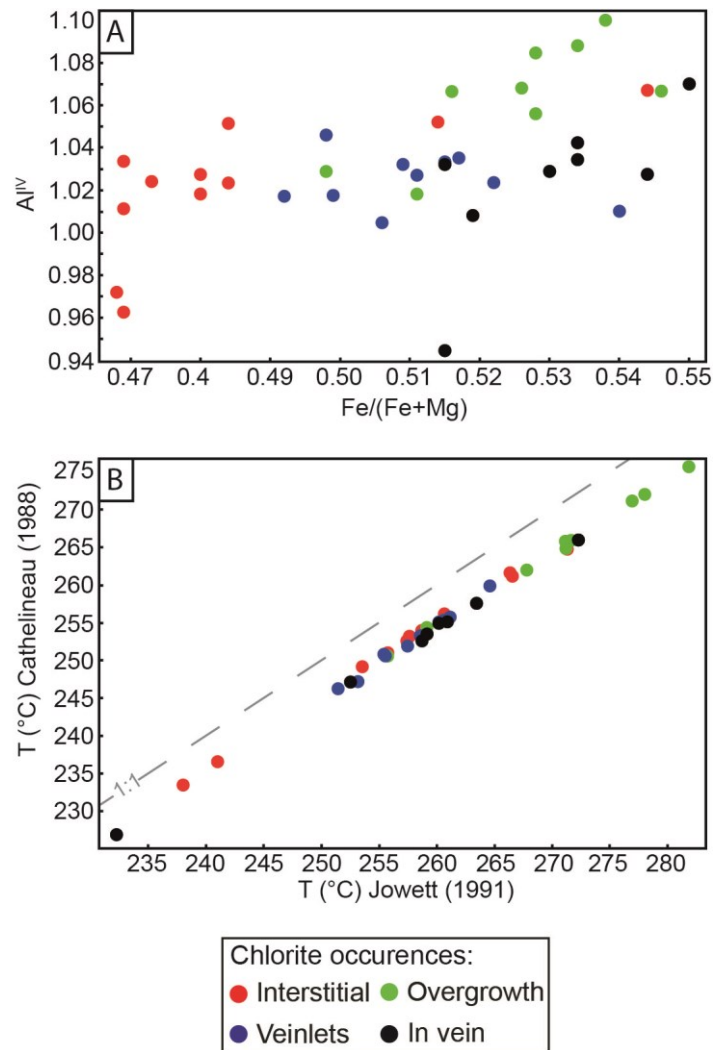 A
1.10
1.08
1.06
1.04
1.02
1.00
0.98
0.96
0.94
Al^IV
0.47 0.4 0.49 0.50 0.51 0.52 0.53 0.54 0.55
Fe/(Fe+Mg)
B
275
270
265
260
255
250
245
240
235
230
T (°C) Cathelineau (1988)
1:1
235 240 245 250 255 260 265 270 275 280
T (°C) Jowett (1991)
Chlorite occurences:
Interstitial Overgrowth
Veinlets In vein